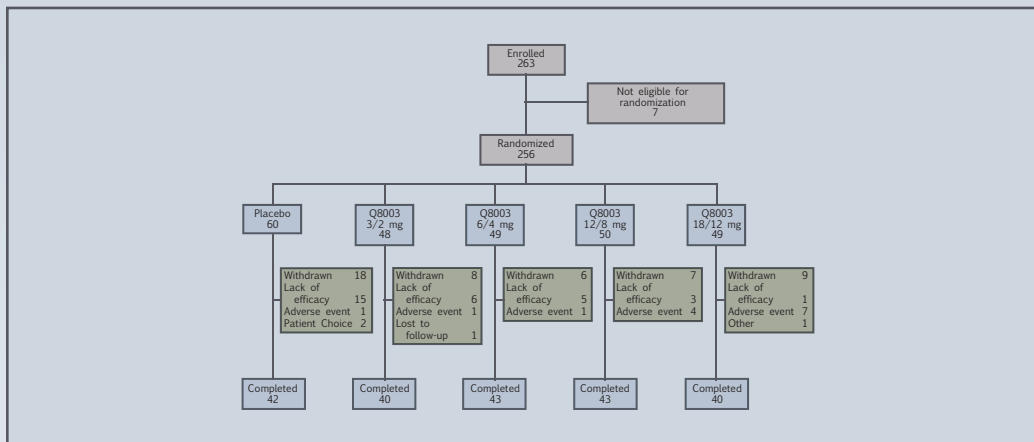 Enrolled
263
Not eligible for
randomization
7
Randomized
256
Placebo
60
Q8003
3/2 mg
48
Q8003
6/4 mg
49
Q8003
12/8 mg
50
Q8003
18/12 mg
49
Withdrawn 18
Lack of
efficacy 15
Adverse event 1
Patient Choice 2
Withdrawn 8
Lack of
efficacy 6
Adverse event 1
Lost to
follow-up 1
Withdrawn 6
Lack of
efficacy 5
Adverse event 1
Withdrawn 7
Lack of
efficacy 3
Adverse event 4
Withdrawn 9
Lack of
efficacy 1
Adverse event 7
Other 1
Completed
42
Completed
40
Completed
43
Completed
43
Completed
40